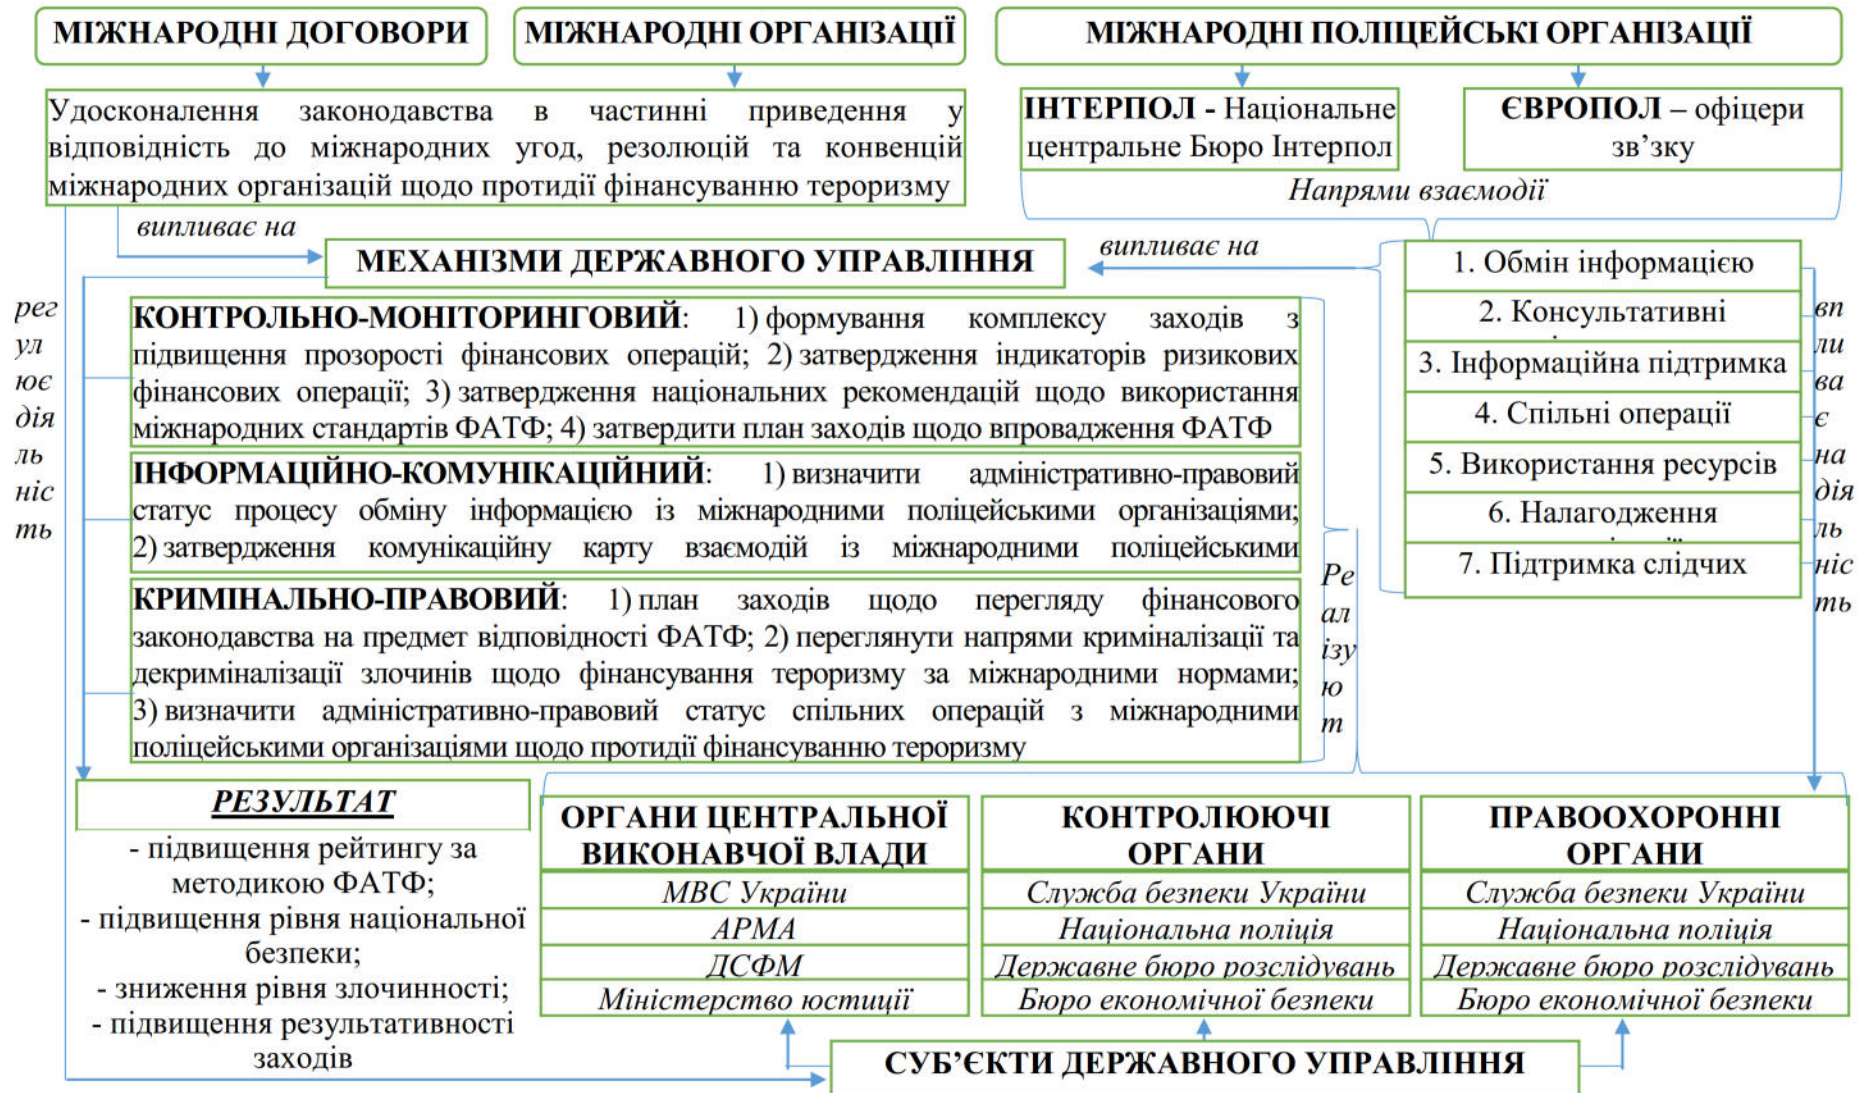 МІЖНАРОДНІ ДОГОВОРИ
МІЖНАРОДНІ ОРГАНІЗАЦІЇ
МІЖНАРОДНІ ПОЛІЦЕЙСЬКІ ОРГАНІЗАЦІЇ
Удосконалення законодавства в частинні приведення у
відповідність до міжнародних угод, резолюцій та конвенцій
міжнародних організацій щодо протидії фінансуванню тероризму
ІНТЕРПОЛ - Національне
центральне Бюро Інтерпол
ЄВРОПОЛ – офіцери
зв’зку
Напрями взаємодії
випливає на
МЕХАНІЗМИ ДЕРЖАВНОГО УПРАВЛІННЯ
випливає на
1. Обмін інформацією
2. Консультативні
3. Інформаційна підтримка
4. Спільні операції
5. Використання ресурсів
6. Налагодження
7. Підтримка слідчих
рег
ул
ює
дія
ль
ніс
ть
КОНТРОЛЬНО-МОНІТОРИНГОВИЙ: 1) формування комплексу заходів з
підвищення прозорості фінансових операцій; 2) затвердження індикаторів ризикових
фінансових операції; 3) затвердження національних рекомендацій щодо використання
міжнародних стандартів ФАТФ; 4) затвердити план заходів щодо впровадження ФАТФ
ІНФОРМАЦІЙНО-КОМУНІКАЦІЙНИЙ: 1) визначити адміністративно-правовий
статус процесу обміну інформацією із міжнародними поліцейськими організаціями;
2) затвердження комунікаційну карту взаємодій із міжнародними поліцейськими
КРИМІНАЛЬНО-ПРАВОВИЙ: 1) план заходів щодо перегляду фінансового
законодавства на предмет відповідності ФАТФ; 2) переглянути напрями криміналізації та
декриміналізації злочинів щодо фінансування тероризму за міжнародними нормами;
3) визначити адміністративно-правовий статус спільних операцій з міжнародними
поліцейськими організаціями щодо протидії фінансуванню тероризму
Ре
ал
ізу
ю
т
вп
ли
ва
є
на
дія
ль
ніс
ть
РЕЗУЛЬТАТ
- підвищення рейтингу за
методикою ФАТФ;
- підвищення рівня національної
безпеки;
- зниження рівня злочинності;
- підвищення результативності
заходів
ОРГАНИ ЦЕНТРАЛЬНОЇ
ВИКОНАВЧОЇ ВЛАДИ
МВС України
АРМА
ДСФМ
Міністерство юстиції
КОНТРОЛЮЮЧІ
ОРГАНИ
Служба безпеки України
Національна поліція
Державне бюро розслідувань
Бюро економічної безпеки
ПРАВООХОРОННІ
ОРГАНИ
Служба безпеки України
Національна поліція
Державне бюро розслідувань
Бюро економічної безпеки
СУБ’ЄКТИ ДЕРЖАВНОГО УПРАВЛІННЯ